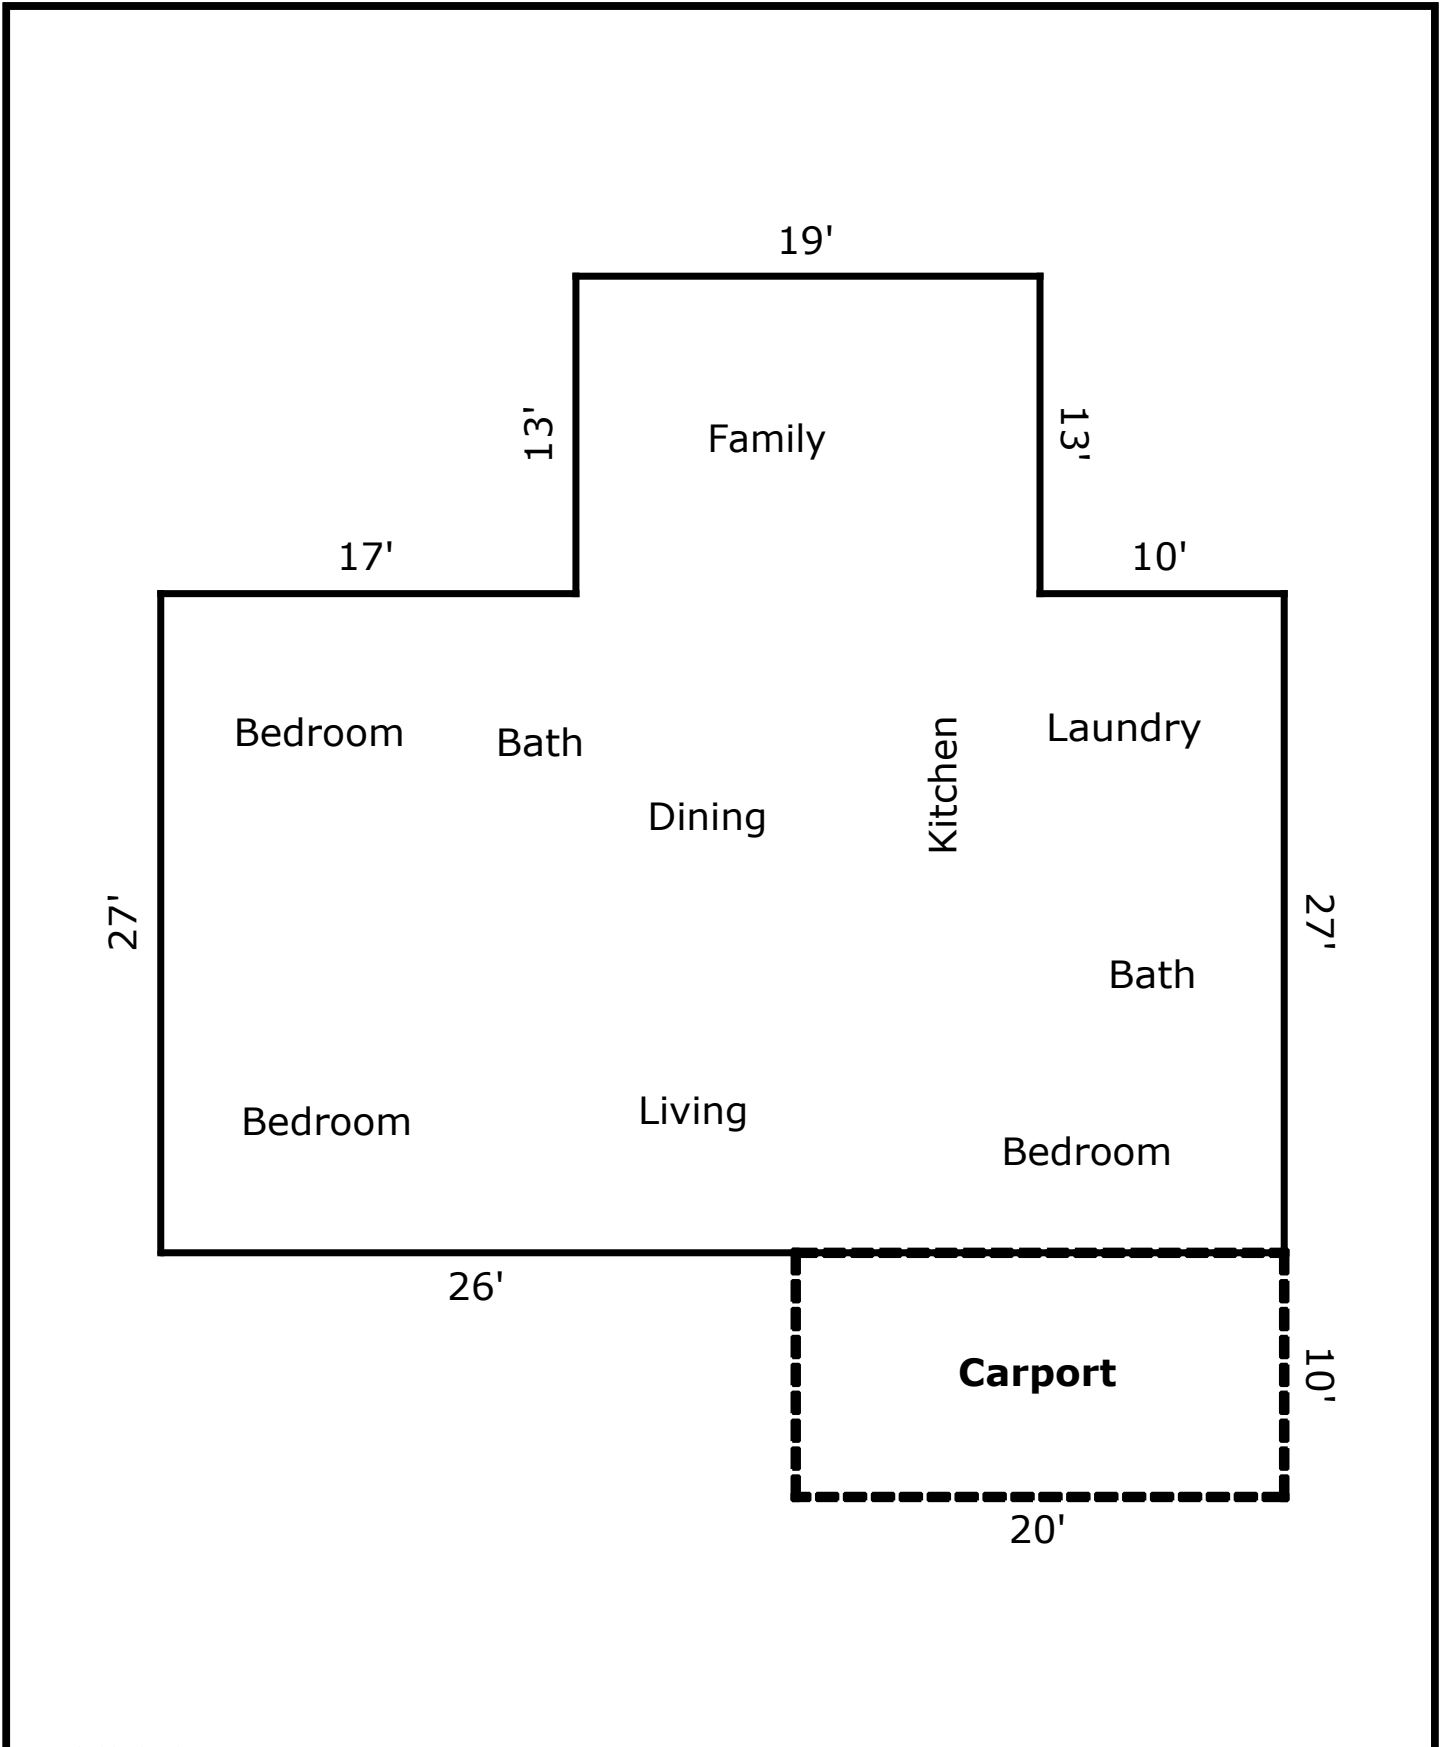 19'
13'
Family
13'
17'
10'
Bedroom
Bath
Laundry
Kitchen
Dining
27'
27'
Bath
Living
Bedroom
Bedroom
26'
Carport
10'
20'